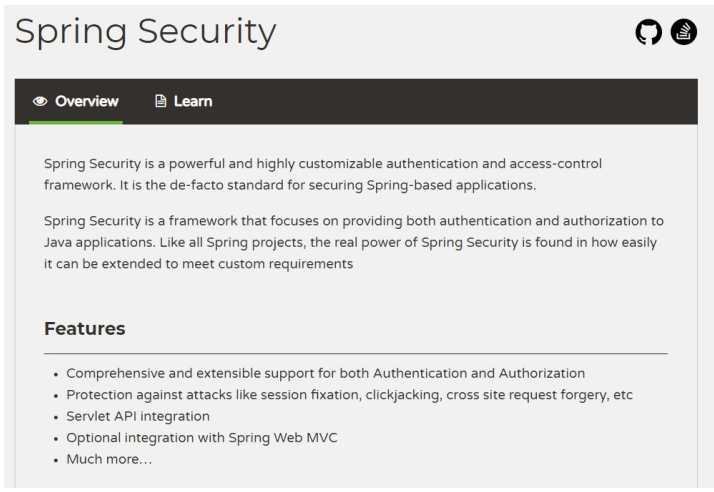 Spring Security
Overview
Learn
Spring Security is a powerful and highly customizable authentication and access-control
framework. It is the de-facto standard for securing Spring-based applications.
Spring Security is a framework that focuses on providing both authentication and authorization to
Java applications. Like all Spring projects, the real power of Spring Security is found in how easily
it can be extended to meet custom requirements
Features
• Comprehensive and extensible support for both Authentication and Authorization
• Protection against attacks like session fixation, clickjacking, cross site request forgery, etc
• Servlet API integration
• Optional integration with Spring Web MVC
• Much more…